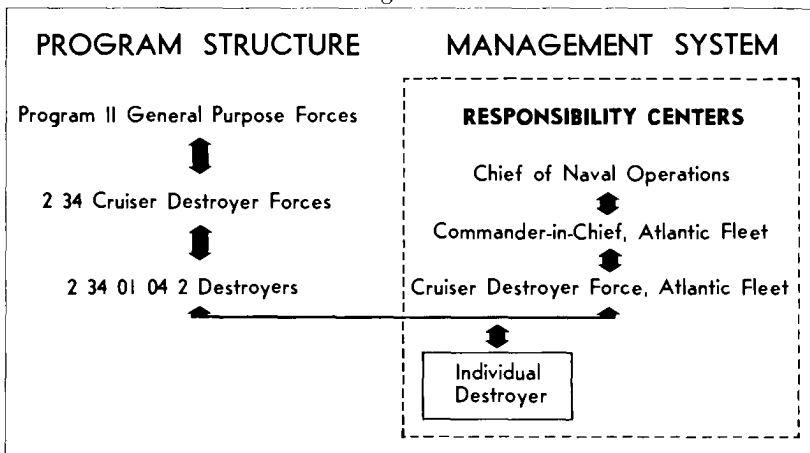 PROGRAM STRUCTURE
Program II General Purpose Forces
2 34 Cruiser Destroyer Forces
2 34 01 04 2 Destroyers
MANAGEMENT SYSTEM
RESPONSIBILITY CENTERS
Chief of Naval Operations
Commander-in-Chief, Atlantic Fleet
Cruiser Destroyer Force, Atlantic Fleet
Individual
Destroyer